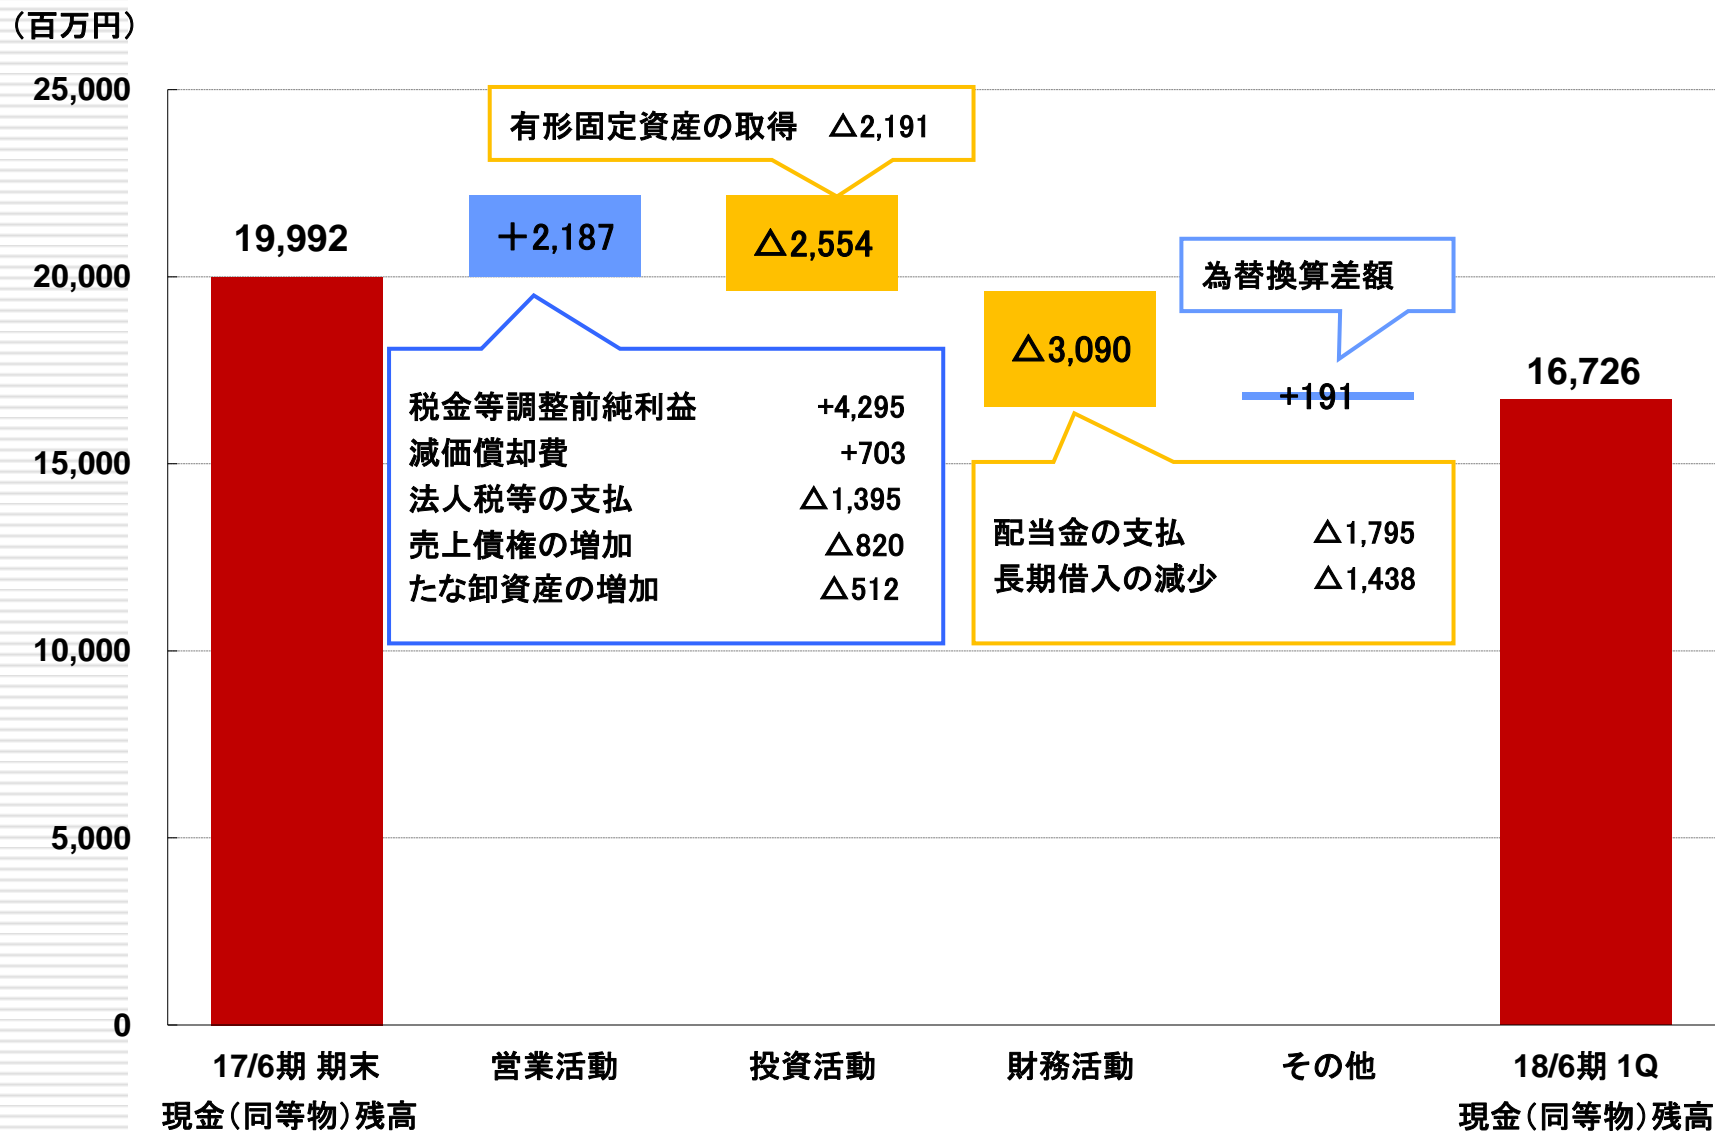 （百万円）
25,000
20,000
15,000
10,000
5,000
0
有形固定資産の取得　△2,191
19,992
＋2,187
△2,554
△3,090
為替換算差額
+191
16,726
税金等調整前純利益 +4,295
減価償却費 +703
法人税等の支払 △1,395
売上債権の増加 △820
たな卸資産の増加 △512
配当金の支払 △1,795
長期借入の減少 △1,438
17/6期 期末
現金（同等物）残高
営業活動
投資活動
財務活動
その他
18/6期 1Q
現金（同等物）残高